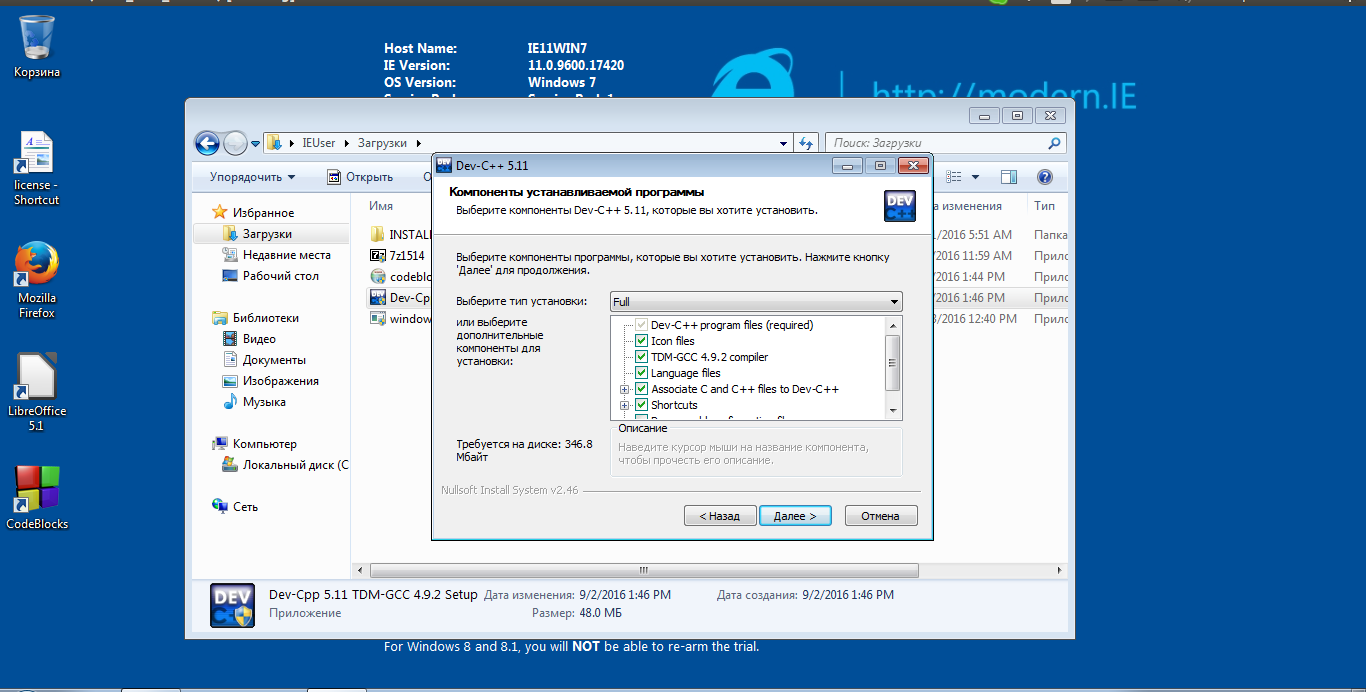 Корзина
license -
Shortcut
Mozilla
Firefox
LibreOffice
5.1
CodeBlocks
Host Name: IE11WIN7
IE Version: 11.0.9600.17420
OS Version: Windows 7
http://modern.IE
IEUser Загрузки
Поиск: Загрузки
Упорядочить Открыть
Избранное
Загрузки
Недавние места
Рабочий стол
Библиотеки
Видео
Документы
Изображения
Музыка
Компьютер
Локальный диск (C
Сеть
Имя а изменения Тип
INSTALL /2016 5:51 AM Папка
7z1514 /2016 11:59 AM Прило
codeblo /2016 1:44 PM Прило
Dev-Cp /2016 1:46 PM Прило
window /2016 12:40 PM Прило
Dev-C++ 5.11
Компоненты устанавливаемой программы
Выберите компоненты Dev-C++ 5.11, которые вы хотите установить.
DEV
C++
Выберите компоненты программы, которые вы хотите установить. Нажмите кнопку
'Далее' для продолжения.
Выберите тип установки: Full
или выберите
дополнительные
компоненты для
установки:
Dev-C++ program files (required)
Icon files
TDM-GCC 4.9.2 compiler
Language files
Associate C and C++ files to Dev-C++
Shortcuts
Требуется на диске: 346.8
Мбайт
Описание
Наведите курсор мыши на название компонента,
чтобы прочесть его описание.
Nullsoft Install System v2.46
< Назад Далее > Отмена
DEV
C++
Dev-Cpp 5.11 TDM-GCC 4.9.2 Setup Дата изменения: 9/2/2016 1:46 PM Дата создания: 9/2/2016 1:46 PM
Приложение Размер: 48.0 МБ
For Windows 8 and 8.1, you will NOT be able to re-arm the trial.